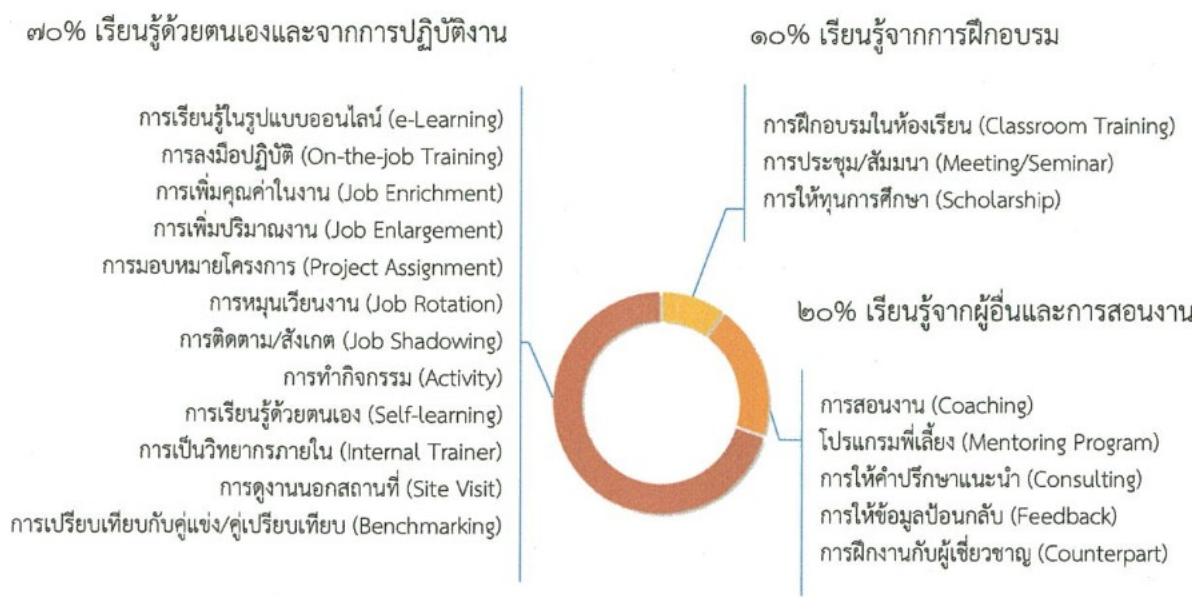 ๗๐% เรียนรู้ด้วยตนเองและจากการปฏิบัติงาน
การเรียนรู้ในรูปแบบออนไลน์ (e-Learning)
การลงมือปฏิบัติ (On-the-job Training)
การเพิ่มคุณค่าในงาน (Job Enrichment)
การเพิ่มปริมาณงาน (Job Enlargement)
การมอบหมายโครงการ (Project Assignment)
การหมุนเวียนงาน (Job Rotation)
การติดตาม/สังเกต (Job Shadowing)
การทำกิจกรรม (Activity)
การเรียนรู้ด้วยตนเอง (Self-learning)
การเป็นวิทยากรภายใน (Internal Trainer)
การดูงานนอกสถานที่ (Site Visit)
การเปรียบเทียบกับคู่แข่ง/คู่เปรียบเทียบ (Benchmarking)
๑๐% เรียนรู้จากการฝึกอบรม
การฝึกอบรมในห้องเรียน (Classroom Training)
การประชุม/สัมมนา (Meeting/Seminar)
การให้ทุนการศึกษา (Scholarship)
๒๐% เรียนรู้จากผู้อื่นและการสอนงาน
การสอนงาน (Coaching)
โปรแกรมพี่เลี้ยง (Mentoring Program)
การให้คำปรึกษาแนะนำ (Consulting)
การให้ข้อมูลป้อนกลับ (Feedback)
การฝึกงานกับผู้เชี่ยวชาญ (Counterpart)